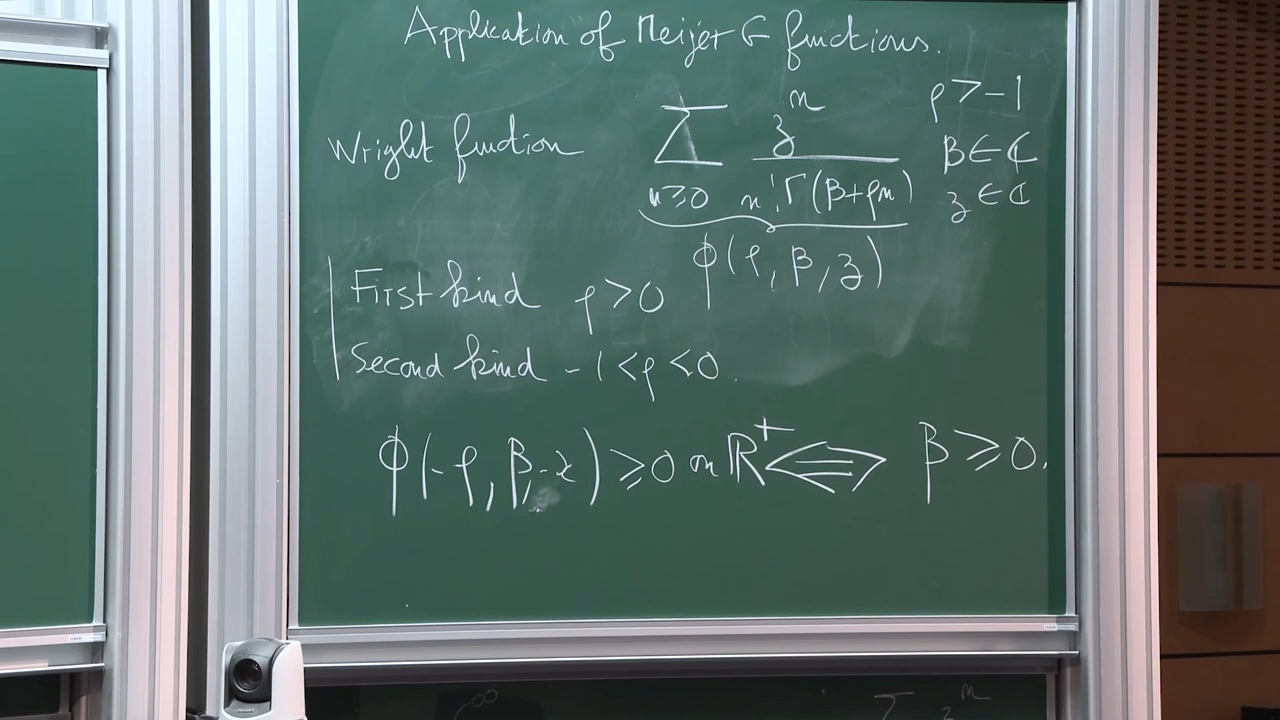 Application of Meijer G functions.
Wright function ∑_{n≥0} z^n / n! Γ(β+ρn) ρ > -1
β ∈ ℂ
z ∈ ℂ
ϕ(ρ, β, z)
First kind ρ > 0
Second kind -1 < ρ < 0.
ϕ(-ρ, β, -x) ≥ 0 on ℝ⁺ ⟺ β ≥ 0.